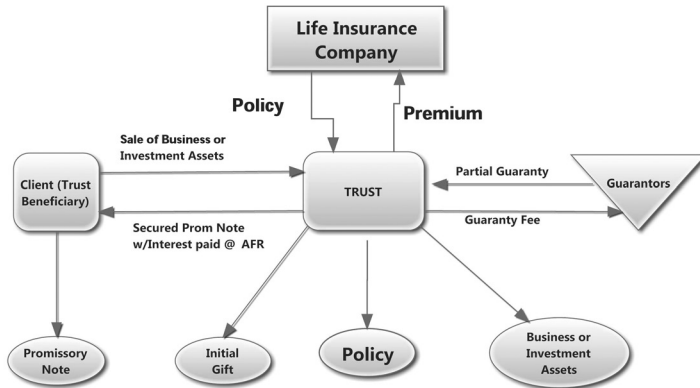 Life Insurance
Company
Policy
Premium
Sale of Business or
Investment Assets
Client (Trust
Beneficiary)
TRUST
Partial Guaranty
Guarantors
Secured Prom Note
w/Interest paid @ AFR
Guaranty Fee
Promissory
Note
Initial
Gift
Policy
Business or
Investment
Assets